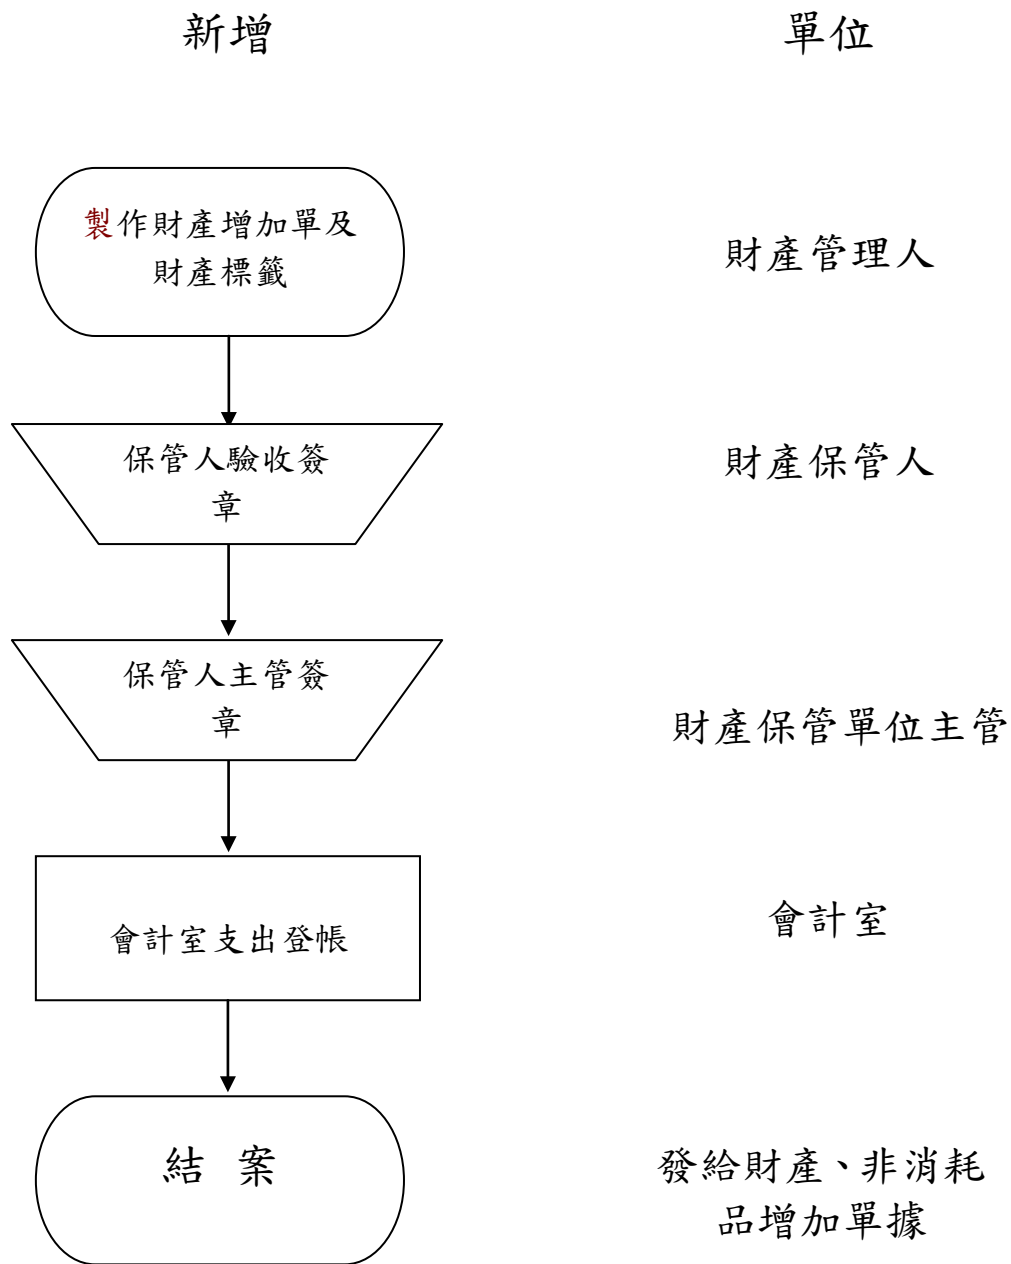 新增
單位
製作財產增加單及
財產標籤
財產管理人
保管人驗收簽
章
財產保管人
保管人主管簽
章
財產保管單位主管
會計室支出登帳
會計室
結 案
發給財產、非消耗
品增加單據